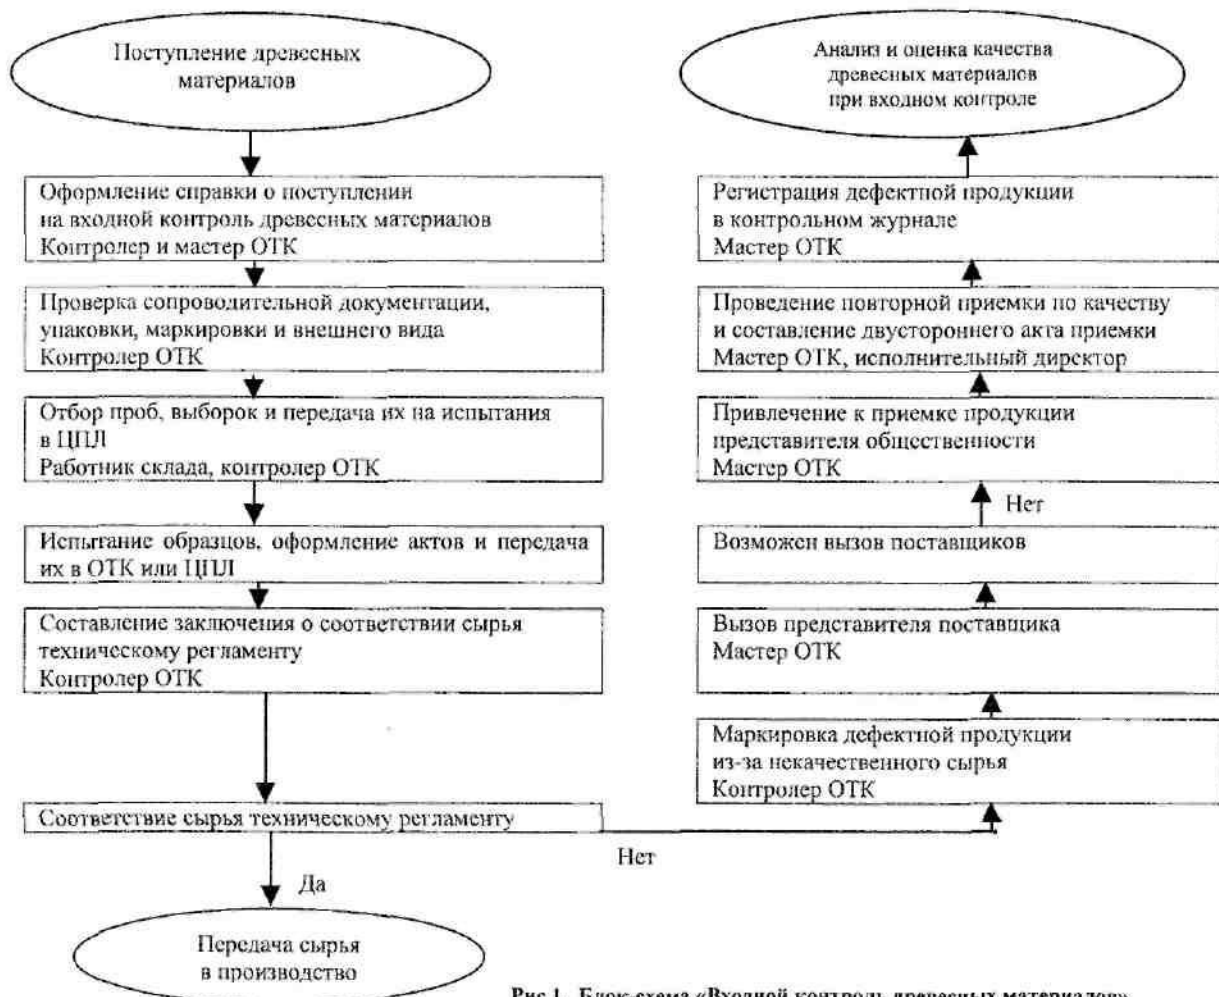 Поступление древесных
материалов
Оформление справки о поступлении
на входной контроль древесных материалов
Контролер и мастер ОТК
Проверка сопроводительной документации,
упаковки, маркировки и внешнего вида
Контролер ОТК
Отбор проб, выборок и передача их на испытания
в ЦПЛ
Работник склада, контролер ОТК
Испытание образцов, оформление актов и передача
их в ОТК или ЦПЛ
Составление заключения о соответствии сырья
техническому регламенту
Контролер ОТК
Соответствие сырья техническому регламенту
Да
Передача сырья
в производство
Нет
Анализ и оценка качества
древесных материалов
при входном контроле
Регистрация дефектной продукции
в контрольном журнале
Мастер ОТК
Проведение повторной приемки по качеству
и составление двустороннего акта приемки
Мастер ОТК, исполнительный директор
Привлечение к приемке продукции
представителя общественности
Мастер ОТК
Нет
Возможен вызов поставщиков
Вызов представителя поставщика
Мастер ОТК
Маркировка дефектной продукции
из-за некачественного сырья
Контролер ОТК
Рис.1. Блок-схема «Входной контроль древесных материалов»